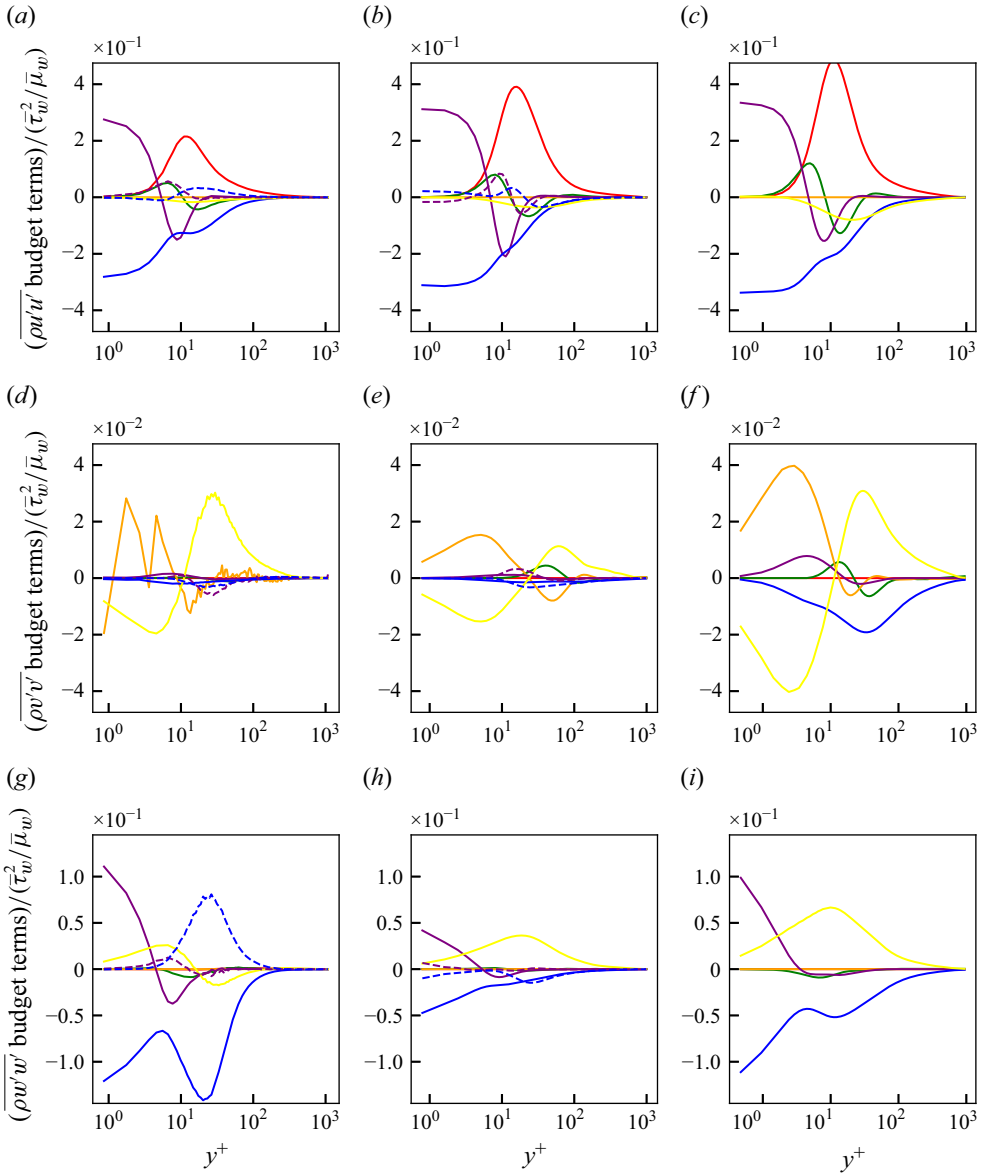 (a) (b) (c)
×10⁻¹ ×10⁻¹ ×10⁻¹
(ρu′u′ budget terms)/(τ̄w²/μ̄w)
4 4 4
2 2 2
0 0 0
−2 −2 −2
−4 −4 −4
10⁰ 10¹ 10² 10³ 10⁰ 10¹ 10² 10³ 10⁰ 10¹ 10² 10³
(d) (e) (f)
×10⁻² ×10⁻² ×10⁻²
(ρv′v′ budget terms)/(τ̄w²/μ̄w)
4 4 4
2 2 2
0 0 0
−2 −2 −2
−4 −4 −4
10⁰ 10¹ 10² 10³ 10⁰ 10¹ 10² 10³ 10⁰ 10¹ 10² 10³
(g) (h) (i)
×10⁻¹ ×10⁻¹ ×10⁻¹
(ρw′w′ budget terms)/(τ̄w²/μ̄w)
1.0 1.0 1.0
0.5 0.5 0.5
0 0 0
−0.5 −0.5 −0.5
−1.0 −1.0 −1.0
10⁰ 10¹ 10² 10³ 10⁰ 10¹ 10² 10³ 10⁰ 10¹ 10² 10³
y⁺ y⁺ y⁺